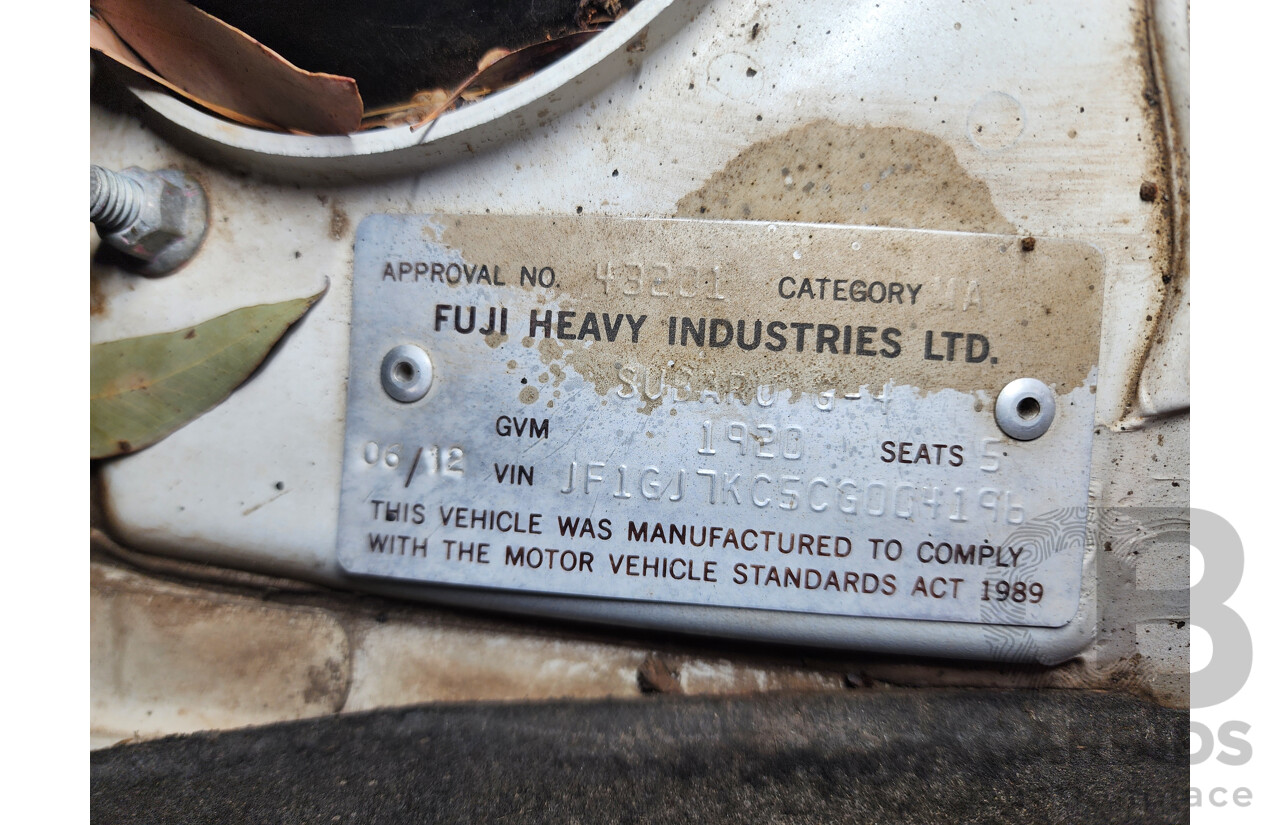 APPROVAL NO. 43201 CATEGORY MA
FUJI HEAVY INDUSTRIES LTD.
SUBARU G-4
GVM 1920 SEATS 5
06/12 VIN JF1GJ7KC5CG004196
THIS VEHICLE WAS MANUFACTURED TO COMPLY
WITH THE MOTOR VEHICLE STANDARDS ACT 1989